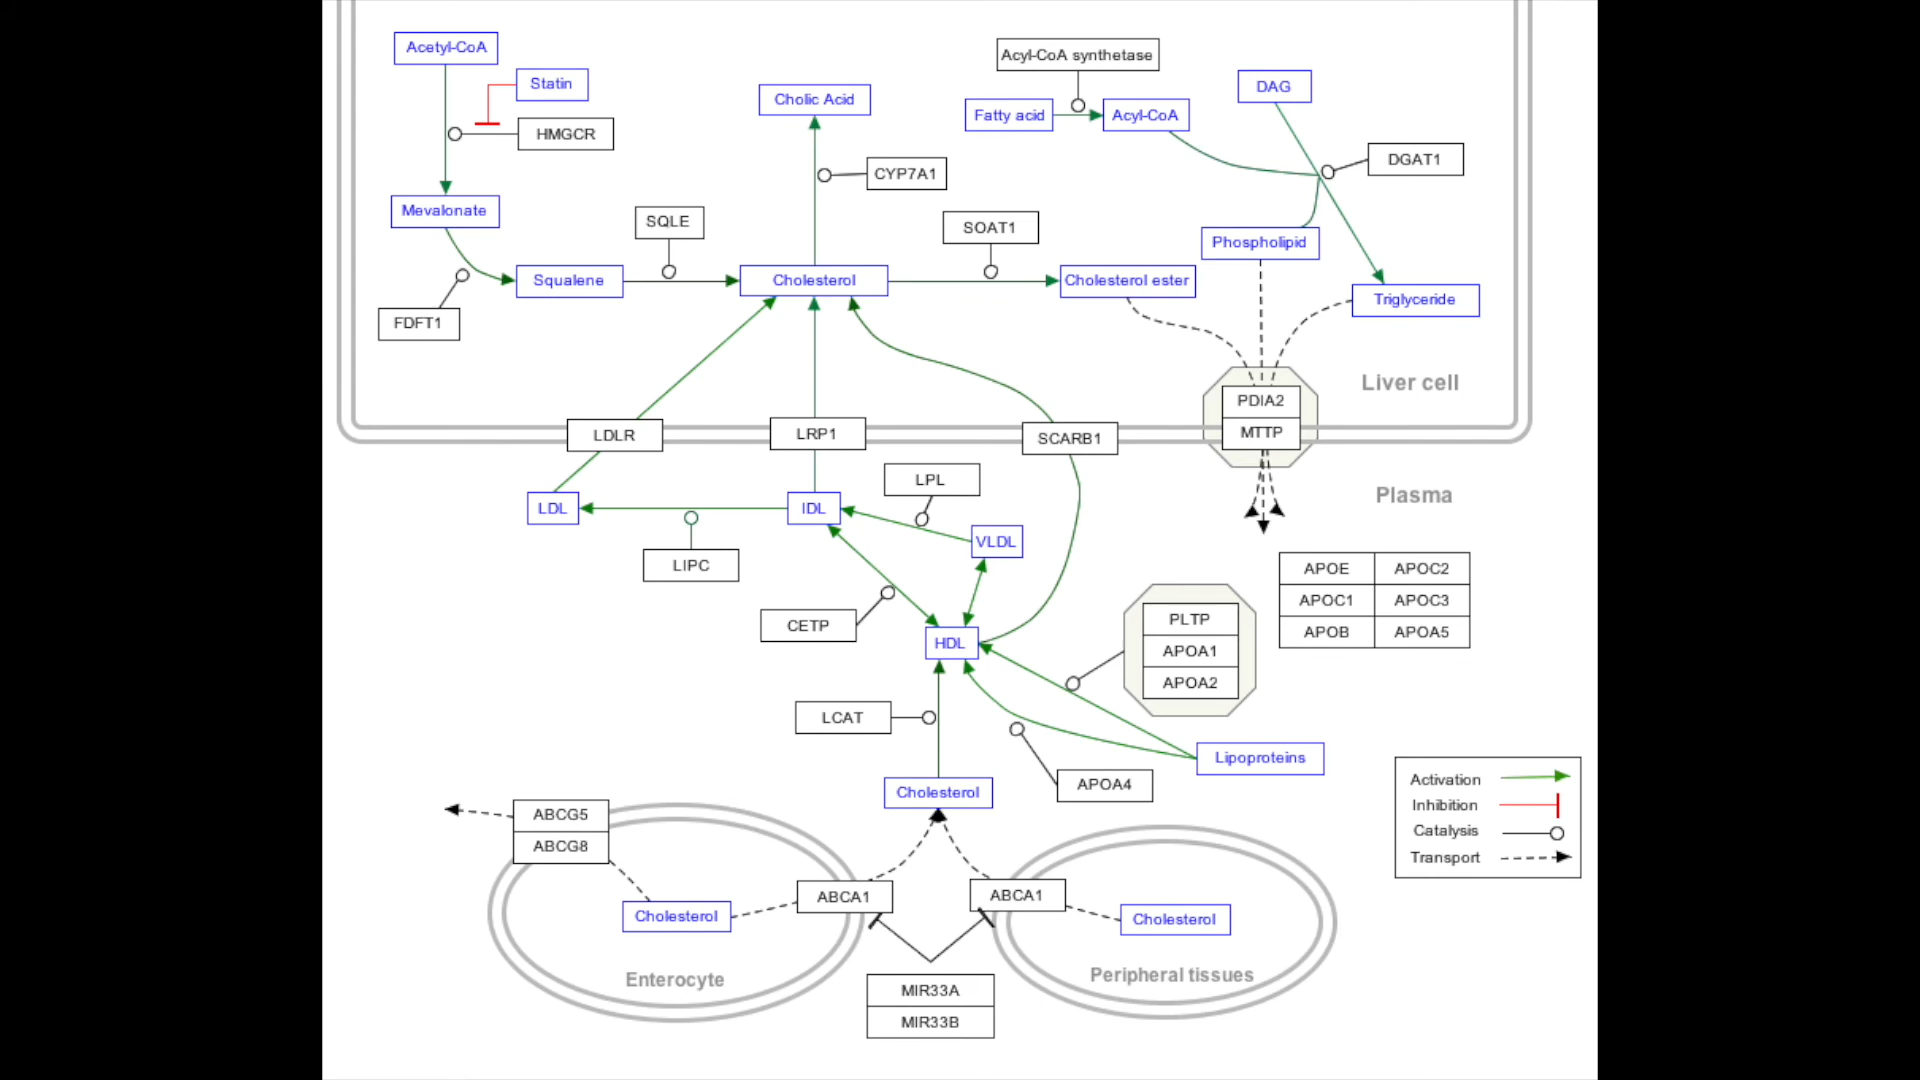 Acetyl-CoA
Statin
HMGCR
Mevalonate
FDFT1
Squalene
SQLE
Cholic Acid
CYP7A1
Cholesterol
SOAT1
Cholesterol ester
Acyl-CoA synthetase
Fatty acid
Acyl-CoA
DAG
DGAT1
Phospholipid
Triglyceride
Liver cell
PDIA2
MTTP
LDLR
LRP1
SCARB1
Plasma
LDL
IDL
LPL
VLDL
LIPC
CETP
HDL
APOE
APOC2
APOC1
APOC3
APOB
APOA5
PLTP
APOA1
APOA2
LCAT
APOA4
Lipoproteins
Cholesterol
Activation
Inhibition
Catalysis
Transport
ABCG5
ABCG8
ABCA1
ABCA1
Cholesterol
Cholesterol
Enterocyte
Peripheral tissues
MIR33A
MIR33B